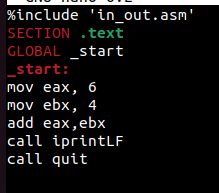 %include 'in_out.asm'
SECTION .text
GLOBAL _start
_start:
mov eax, 6
mov ebx, 4
add eax,ebx
call iprintLF
call quit